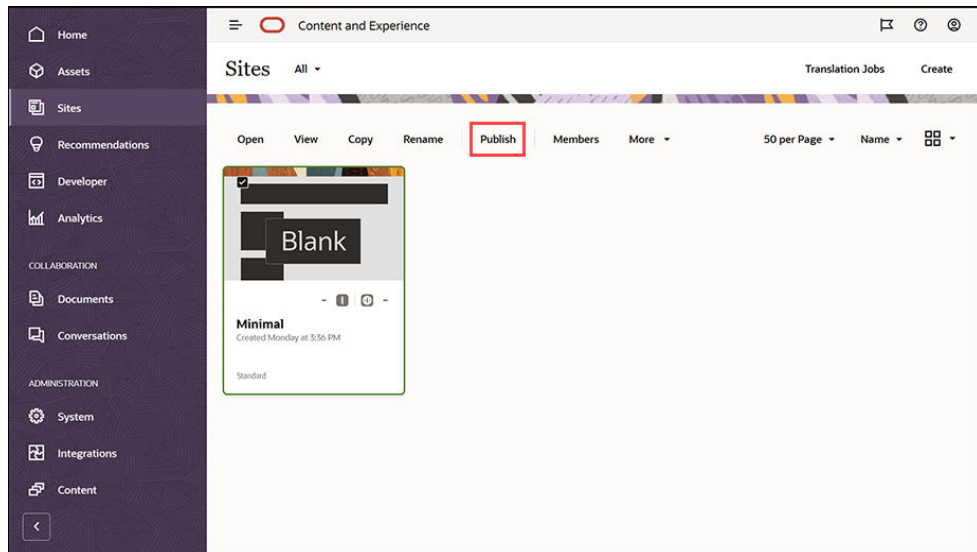 Home
Assets
Sites
Recommendations
Developer
Analytics
COLLABORATION
Documents
Conversations
ADMINISTRATION
System
Integrations
Content
Content and Experience
Sites All Translation Jobs Create
Open View Copy Rename Publish Members More 50 per Page Name
Blank
Minimal
Created Monday at 3:36 PM
Standard